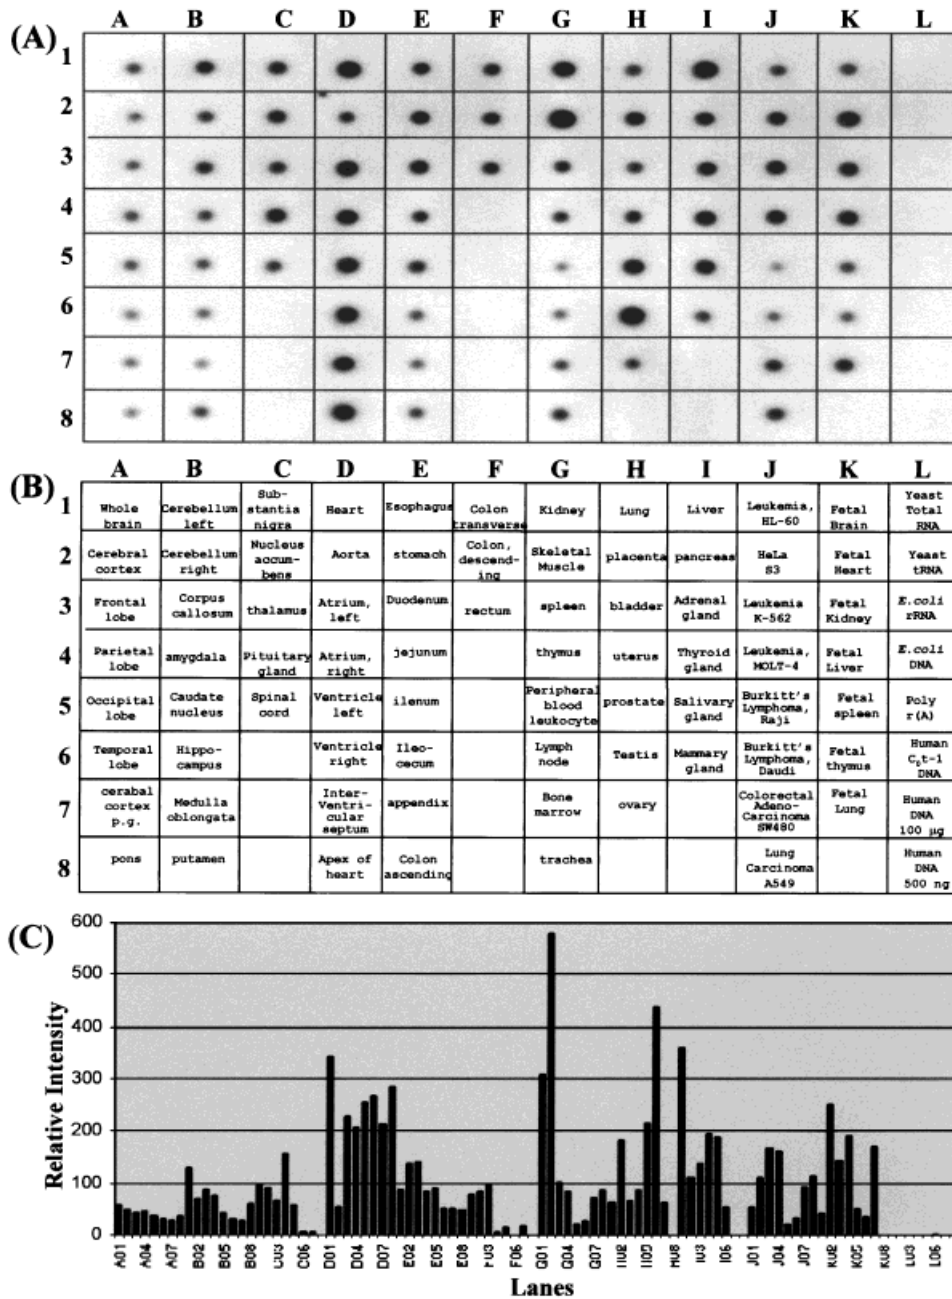 A B C D E F G H I J K L
(A)
1
2
3
4
5
6
7
8
A B C D E F G H I J K L
(B)
1
Whole brain
Cerebellum left
Sub-stantia nigra
Heart
Esophagus
Colon transverse
Kidney
Lung
Liver
Leukemia, HL-60
Fetal Brain
Yeast Total RNA
2
Cerebral cortex
Cerebellum right
Nucleus accum-bens
Aorta
stomach
Colon, descend-ing
Skeletal Muscle
placenta
pancreas
HeLa S3
Fetal Heart
Yeast tRNA
3
Frontal lobe
Corpus callosum
thalamus
Atrium, left
Duodenum
rectum
spleen
bladder
Adrenal gland
Leukemia K-562
Fetal Kidney
E.coli rRNA
4
Parietal lobe
amygdala
Pituitary gland
Atrium, right
jejunum
thymus
uterus
Thyroid gland
Leukemia, MOLT-4
Fetal Liver
E.coli DNA
5
Occipital lobe
Caudate nucleus
Spinal cord
Ventricle left
ilenum
Peripheral blood leukocyte
prostate
Salivary gland
Burkitt's Lymphoma, Raji
Fetal spleen
Poly r(A)
6
Temporal lobe
Hippo-campus
Ventricle right
Ileo-cecum
Lymph node
Testis
Mammary gland
Burkitt's Lymphoma, Daudi
Fetal thymus
Human C₀t-1 DNA
7
cerabal cortex p.g.
Medulla oblongata
Inter-Ventri-cular septum
appendix
Bone marrow
ovary
Colorectal Adeno-Carcinoma SW480
Fetal Lung
Human DNA 100 µg
8
pons
putamen
Apex of heart
Colon ascending
trachea
Lung Carcinoma A549
Human DNA 500 ng
(C)
600
500
400
300
200
100
0
Relative Intensity
A01 A04 A07 B02 B05 B08 C06 D01 D04 D07 E02 E05 E08 F06 G01 G04 G07 J01 J04 J07 L06
Lanes